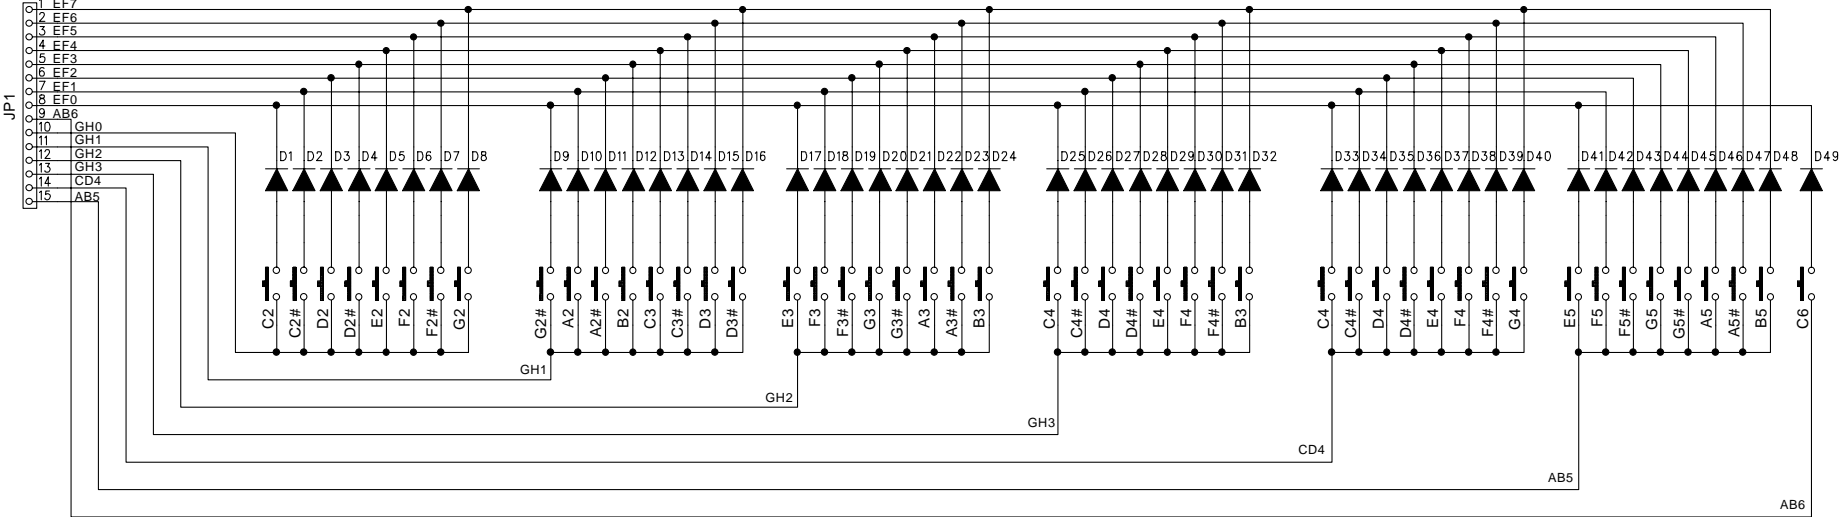 1 EF7
2 EF6
3 EF5
4 EF4
5 EF3
6 EF2
7 EF1
8 EF0
9 AB6
10 GH0
11 GH1
12 GH2
13 GH3
14 CD4
15 AB5
JP1
D1 D2 D3 D4 D5 D6 D7 D8 D9 D10 D11 D12 D13 D14 D15 D16 D17 D18 D19 D20 D21 D22 D23 D24 D25 D26 D27 D28 D29 D30 D31 D32 D33 D34 D35 D36 D37 D38 D39 D40 D41 D42 D43 D44 D45 D46 D47 D48 D49
C2 C2# D2 D2# E2 F2 F2# G2 G2# A2 A2# B2 C3 C3# D3 D3# E3 F3 F3# G3 G3# A3 A3# B3 C4 C4# D4 D4# E4 F4 F4# B3 C4 C4# D4 D4# E4 F4 F4# G4 E5 F5 F5# G5 G5# A5 A5# B5 C6
GH1
GH2
GH3
CD4
AB5
AB6